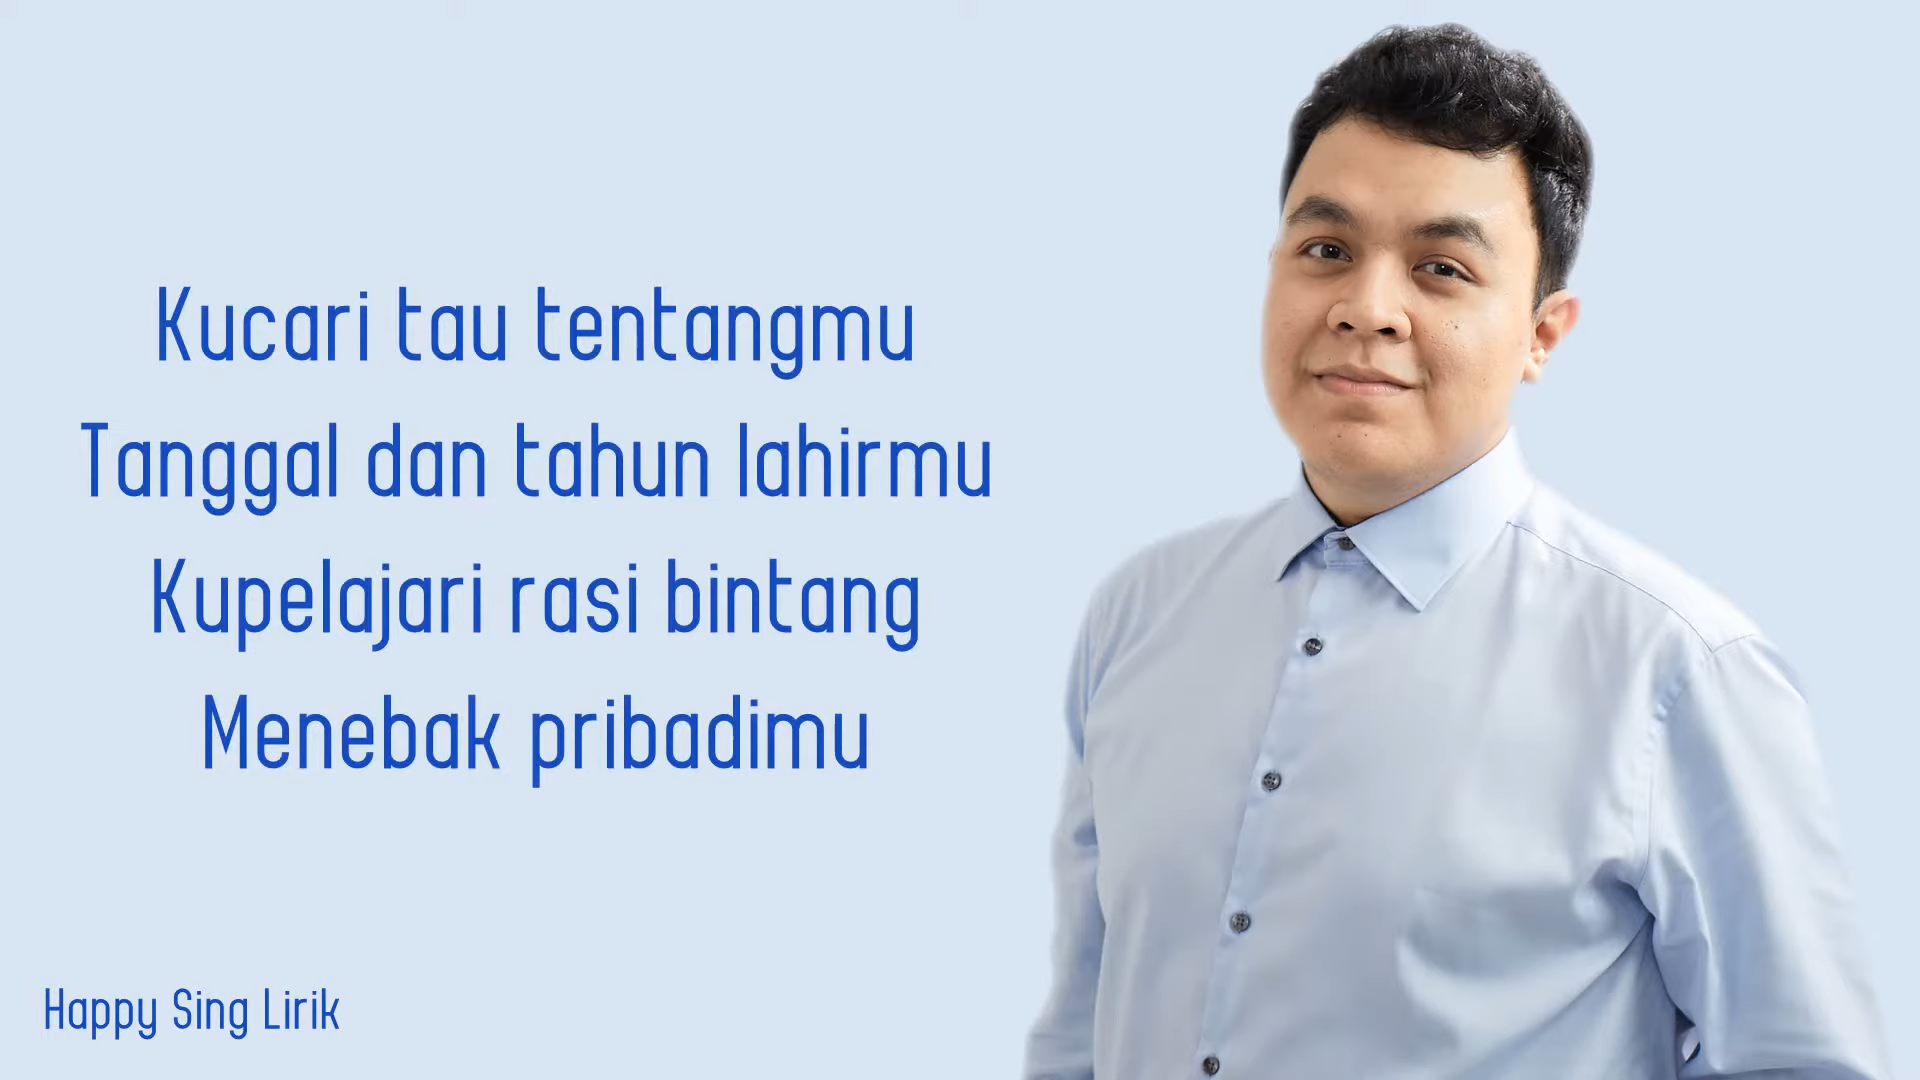 Kucari tau tentangmu
Tanggal dan tahun lahirmu
Kupelajari rasi bintang
Menebak pribadimu
Happy Sing Lirik